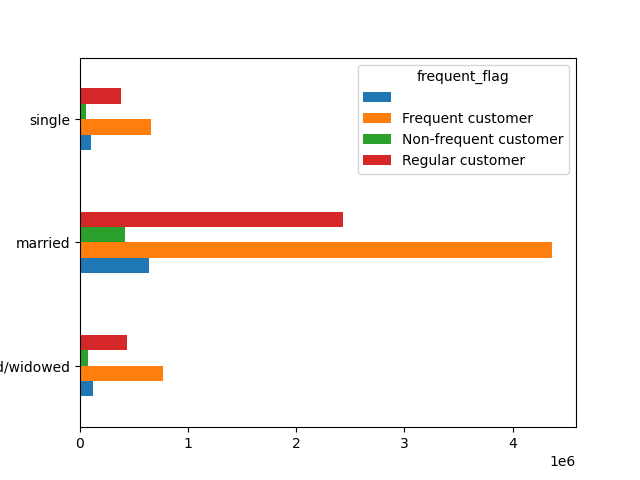 frequent_flag
Frequent customer
Non-frequent customer
Regular customer
single
married
d/widowed
0 1 2 3 4
1e6